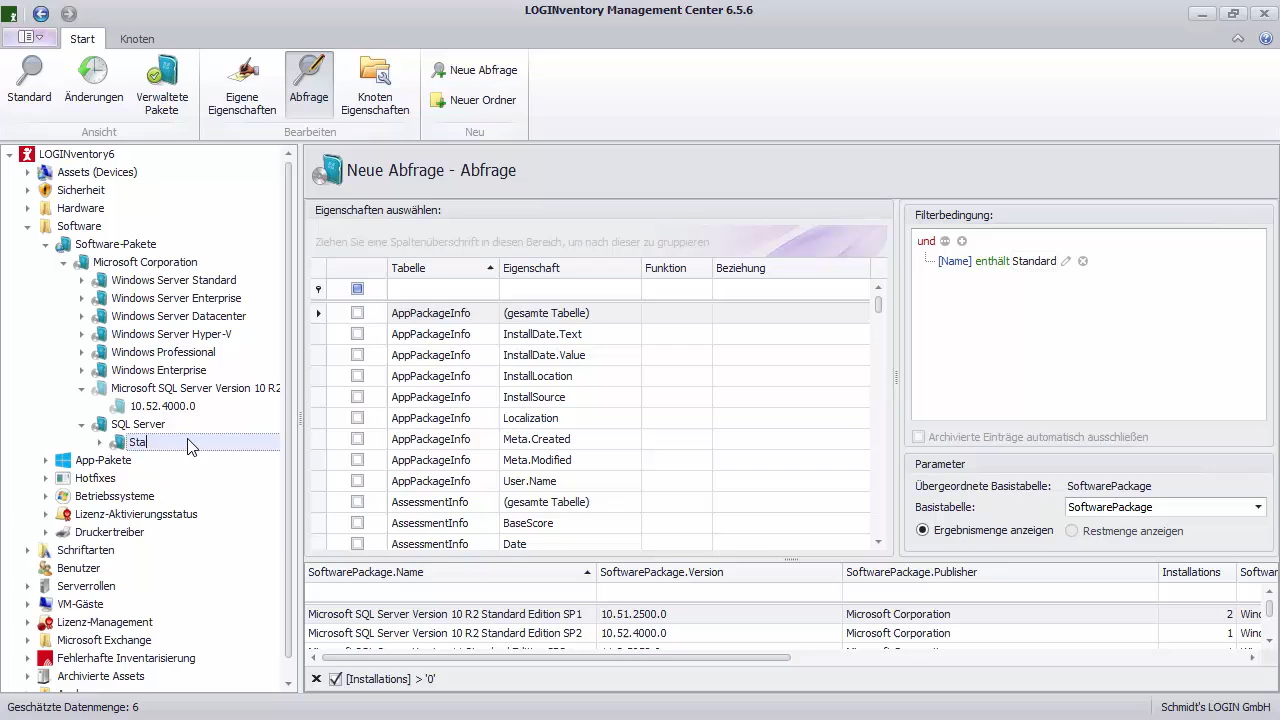 LOGINventory Management Center 6.5.6
Start Knoten
Standard Änderungen Verwaltete Pakete
Ansicht
Eigene Eigenschaften Abfrage Knoten Eigenschaften
Bearbeiten
Neue Abfrage
Neuer Ordner
Neu
LOGINventory6
Assets (Devices)
Sicherheit
Hardware
Software
Software-Pakete
Microsoft Corporation
Windows Server Standard
Windows Server Enterprise
Windows Server Datacenter
Windows Server Hyper-V
Windows Professional
Windows Enterprise
Microsoft SQL Server Version 10 R2
10.52.4000.0
SQL Server
Sta
App-Pakete
Hotfixes
Betriebssysteme
Lizenz-Aktivierungsstatus
Druckertreiber
Schriftarten
Benutzer
Serverrollen
VM-Gäste
Lizenz-Management
Microsoft Exchange
Fehlerhafte Inventarisierung
Archivierte Assets
Neue Abfrage - Abfrage
Eigenschaften auswählen:
Ziehen Sie eine Spaltenüberschrift in diesen Bereich, um nach dieser zu gruppieren
Tabelle Eigenschaft Funktion Beziehung
AppPackageInfo (gesamte Tabelle)
AppPackageInfo InstallDate.Text
AppPackageInfo InstallDate.Value
AppPackageInfo InstallLocation
AppPackageInfo InstallSource
AppPackageInfo Localization
AppPackageInfo Meta.Created
AppPackageInfo Meta.Modified
AppPackageInfo User.Name
AssessmentInfo (gesamte Tabelle)
AssessmentInfo BaseScore
AssessmentInfo Date
Filterbedingung:
und
[Name] enthält Standard
Archivierte Einträge automatisch ausschließen
Parameter
Übergeordnete Basistabelle: SoftwarePackage
Basistabelle: SoftwarePackage
Ergebnismenge anzeigen Restmenge anzeigen
SoftwarePackage.Name SoftwarePackage.Version SoftwarePackage.Publisher Installations Softwar
Microsoft SQL Server Version 10 R2 Standard Edition SP1 10.51.2500.0 Microsoft Corporation 2 Wind
Microsoft SQL Server Version 10 R2 Standard Edition SP2 10.52.4000.0 Microsoft Corporation 1 Wind
[Installations] > '0'
Geschätzte Datenmenge: 6
Schmidt's LOGIN GmbH